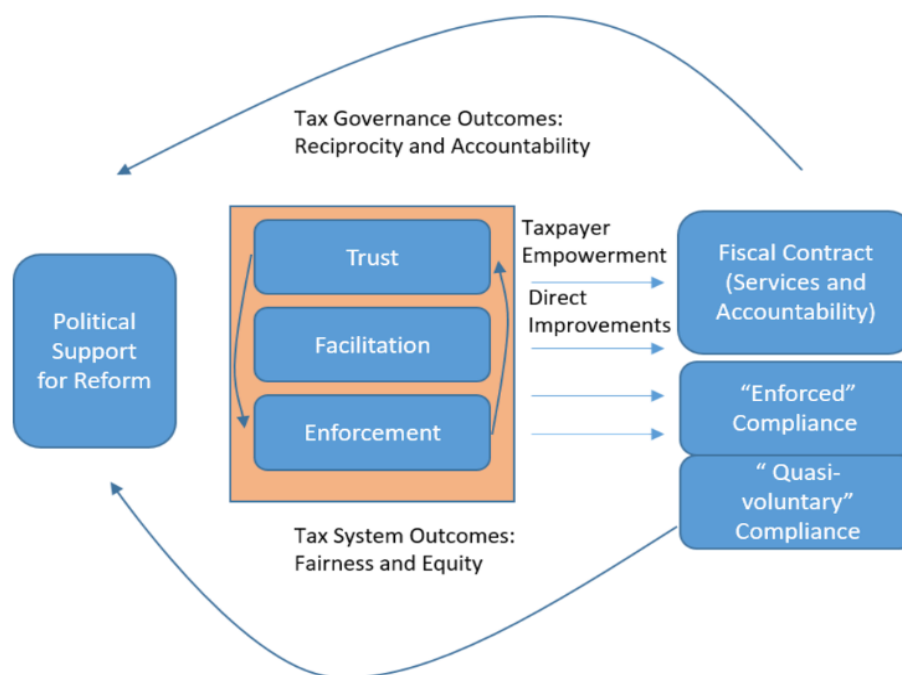 Tax Governance Outcomes:
Reciprocity and Accountability
Political
Support
for Reform
Trust
Facilitation
Enforcement
Taxpayer
Empowerment
Direct
Improvements
Fiscal Contract
(Services and
Accountability)
“Enforced”
Compliance
“ Quasi-
voluntary”
Compliance
Tax System Outcomes:
Fairness and Equity